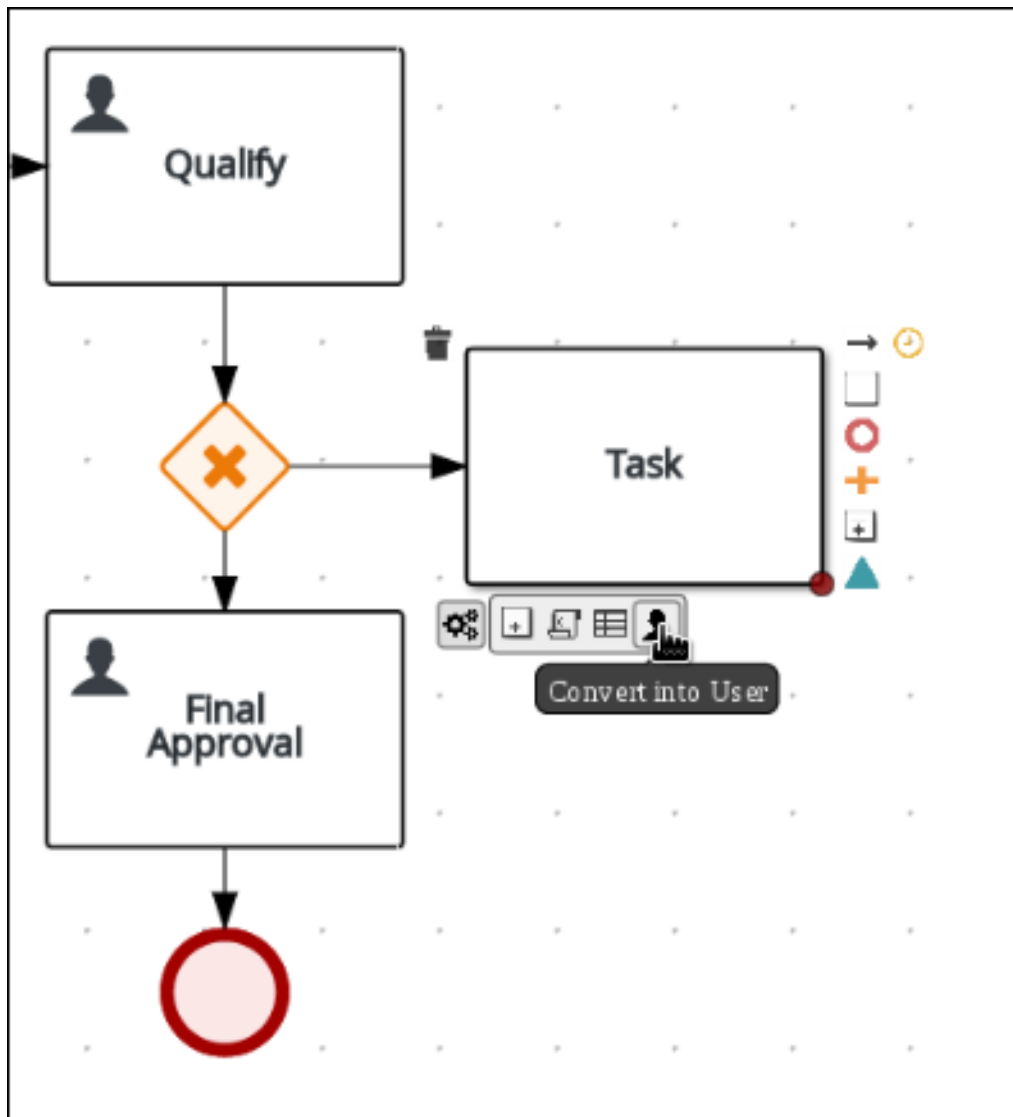 Qualify
Task
Convert into User
Final
Approval